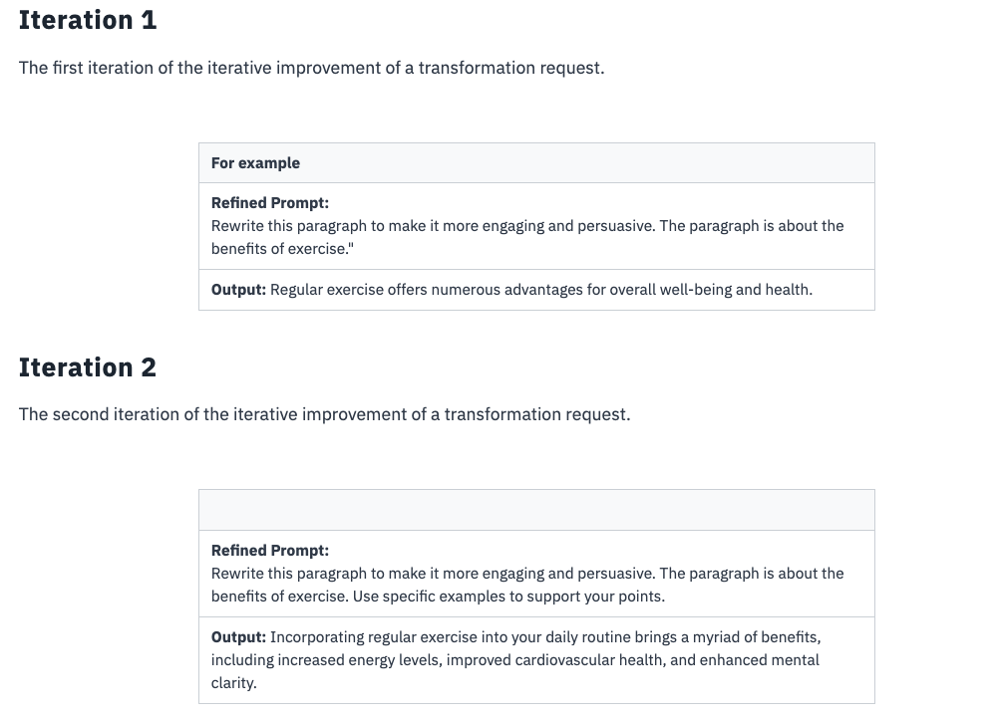 Iteration 1
The first iteration of the iterative improvement of a transformation request.
For example
Refined Prompt:
Rewrite this paragraph to make it more engaging and persuasive. The paragraph is about the
benefits of exercise."
Output: Regular exercise offers numerous advantages for overall well-being and health.
Iteration 2
The second iteration of the iterative improvement of a transformation request.
Refined Prompt:
Rewrite this paragraph to make it more engaging and persuasive. The paragraph is about the
benefits of exercise. Use specific examples to support your points.
Output: Incorporating regular exercise into your daily routine brings a myriad of benefits,
including increased energy levels, improved cardiovascular health, and enhanced mental
clarity.